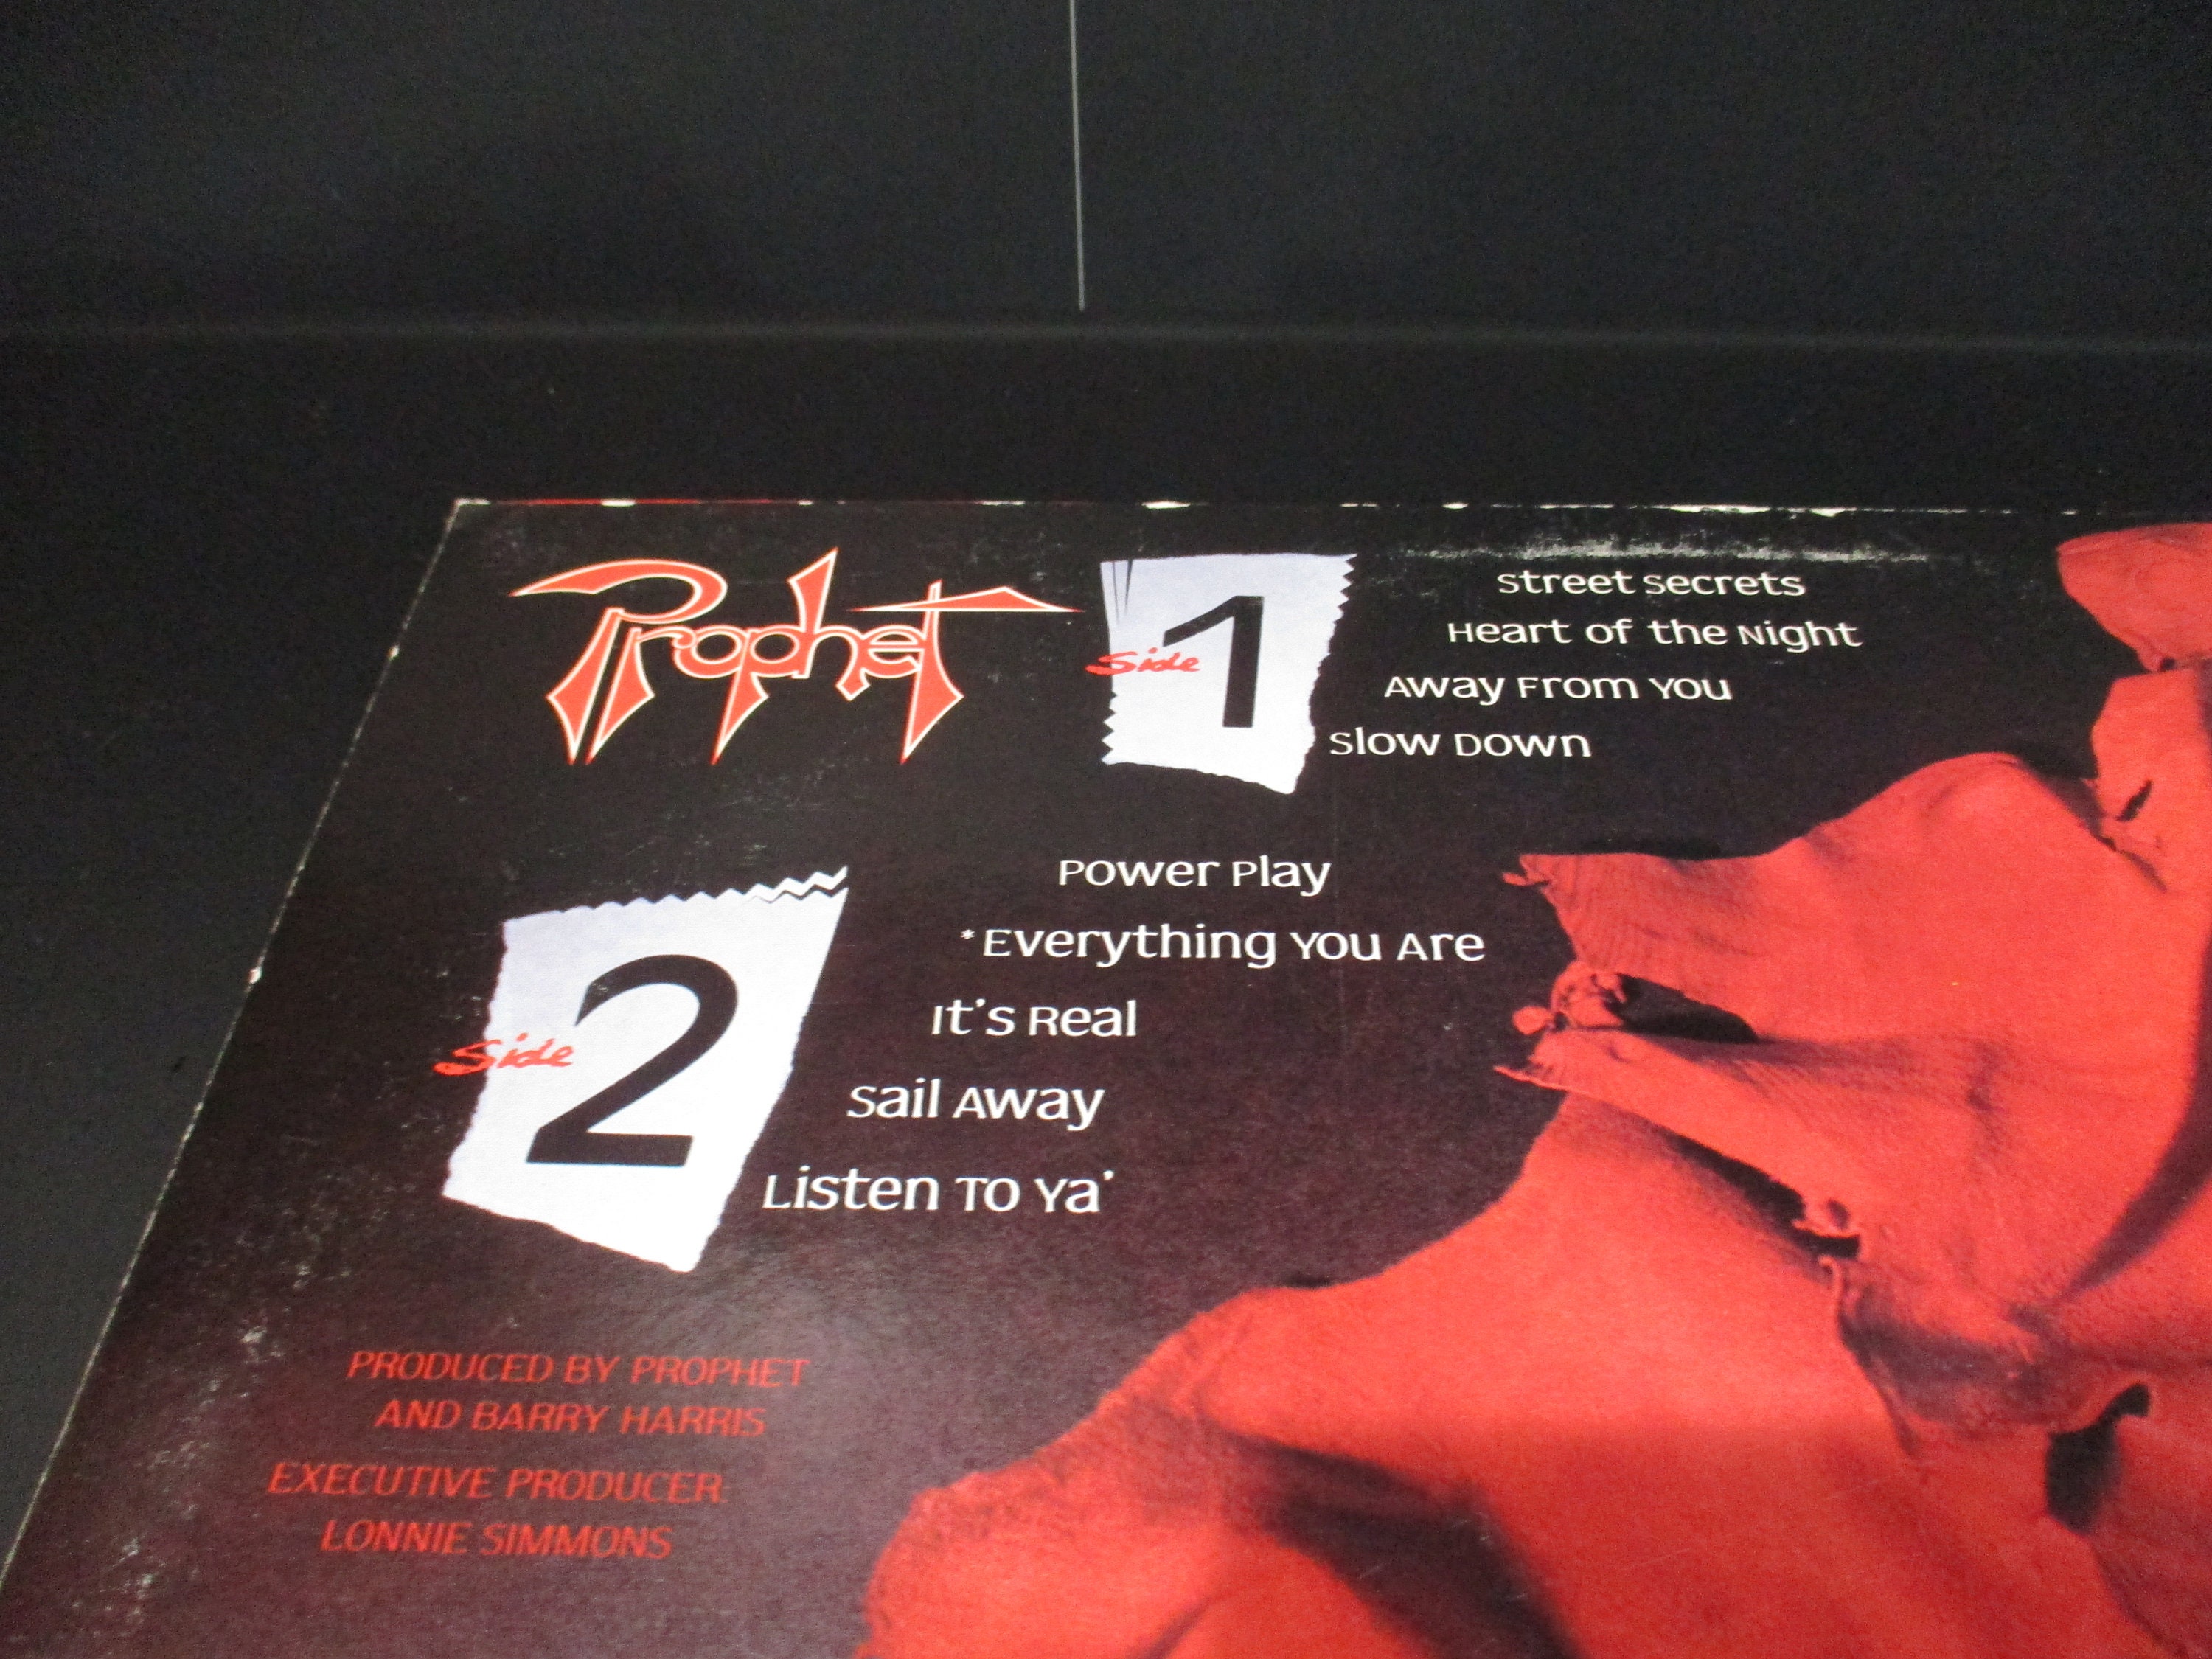 Prophet
Side 1
Street Secrets
Heart of the Night
Away From You
Slow Down
Side 2
Power Play
*Everything You Are
It's Real
Sail Away
Listen To Ya'
PRODUCED BY PROPHET
AND BARRY HARRIS
EXECUTIVE PRODUCER
LONNIE SIMMONS